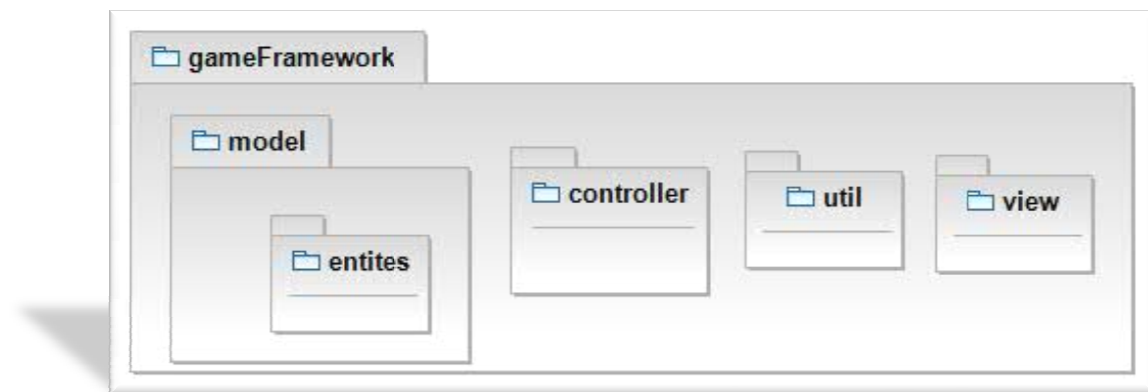 gameFramework
model
controller
util
view
entites